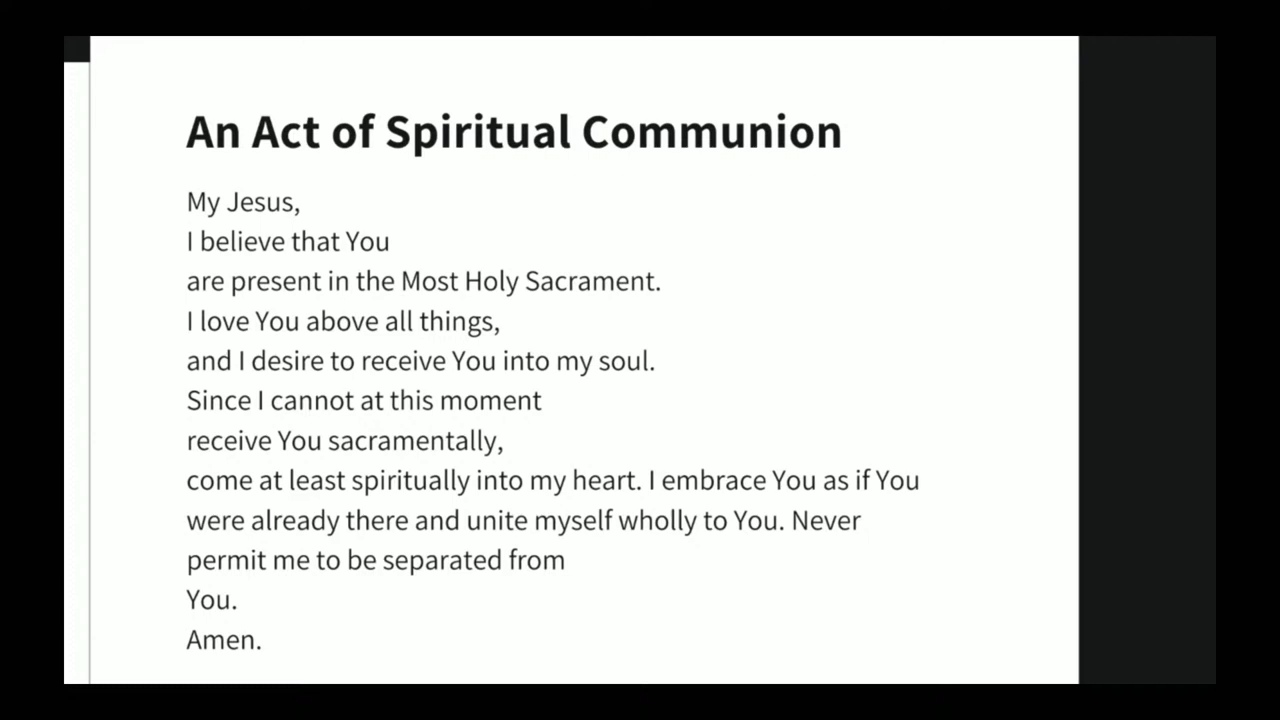 An Act of Spiritual Communion
My Jesus,
I believe that You
are present in the Most Holy Sacrament.
I love You above all things,
and I desire to receive You into my soul.
Since I cannot at this moment
receive You sacramentally,
come at least spiritually into my heart. I embrace You as if You
were already there and unite myself wholly to You. Never
permit me to be separated from
You.
Amen.